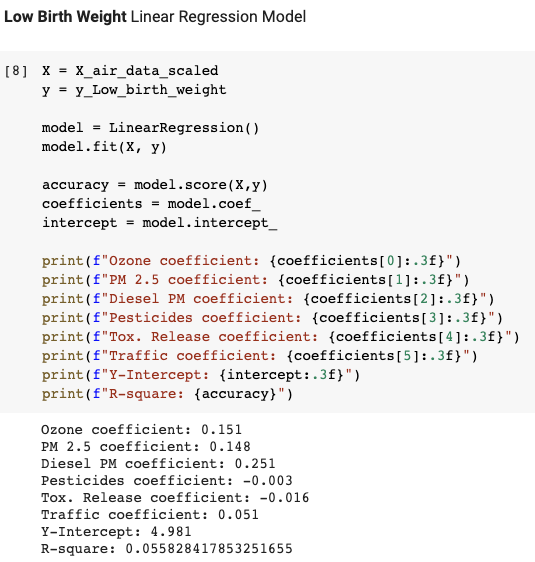 Low Birth Weight Linear Regression Model
[8] X = X_air_data_scaled
y = y_Low_birth_weight
model = LinearRegression()
model.fit(X, y)
accuracy = model.score(X,y)
coefficients = model.coef_
intercept = model.intercept_
print(f"Ozone coefficient: {coefficients[0]:.3f}")
print(f"PM 2.5 coefficient: {coefficients[1]:.3f}")
print(f"Diesel PM coefficient: {coefficients[2]:.3f}")
print(f"Pesticides coefficient: {coefficients[3]:.3f}")
print(f"Tox. Release coefficient: {coefficients[4]:.3f}")
print(f"Traffic coefficient: {coefficients[5]:.3f}")
print(f"Y-Intercept: {intercept:.3f}")
print(f"R-square: {accuracy}")
Ozone coefficient: 0.151
PM 2.5 coefficient: 0.148
Diesel PM coefficient: 0.251
Pesticides coefficient: -0.003
Tox. Release coefficient: -0.016
Traffic coefficient: 0.051
Y-Intercept: 4.981
R-square: 0.055828417853251655